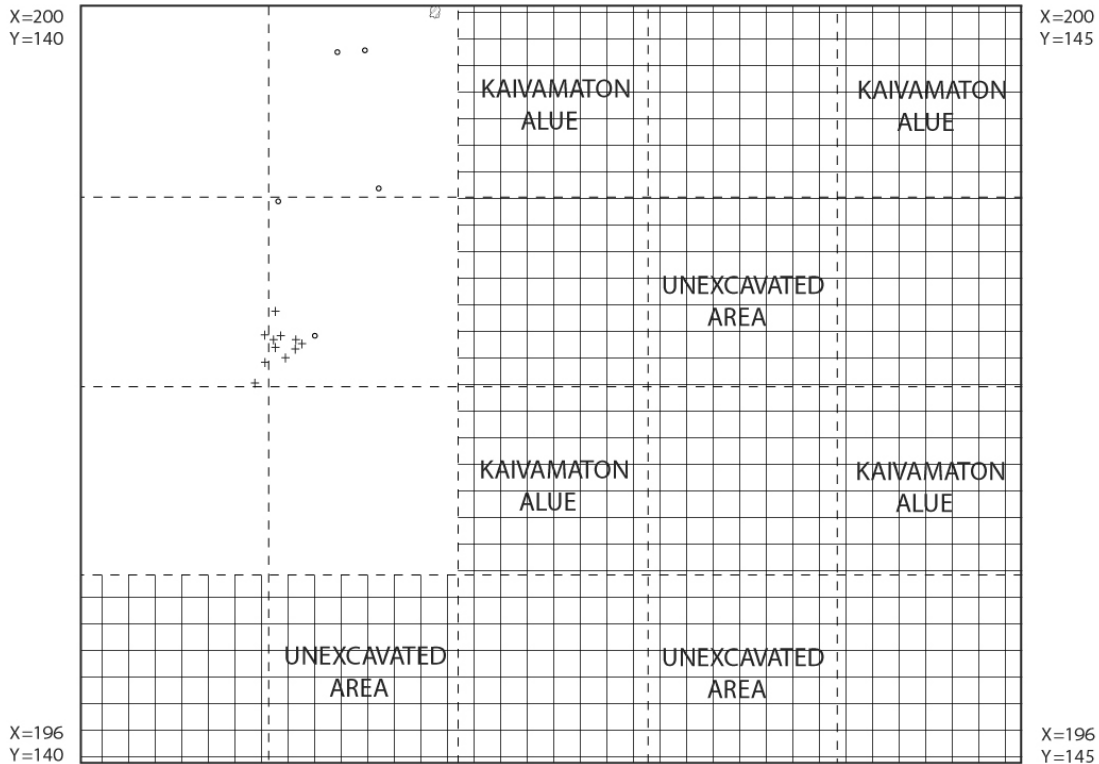 X=200
Y=140
X=200
Y=145
KAIVAMATON
ALUE
KAIVAMATON
ALUE
UNEXCAVATED
AREA
KAIVAMATON
ALUE
KAIVAMATON
ALUE
UNEXCAVATED
AREA
UNEXCAVATED
AREA
X=196
Y=140
X=196
Y=145